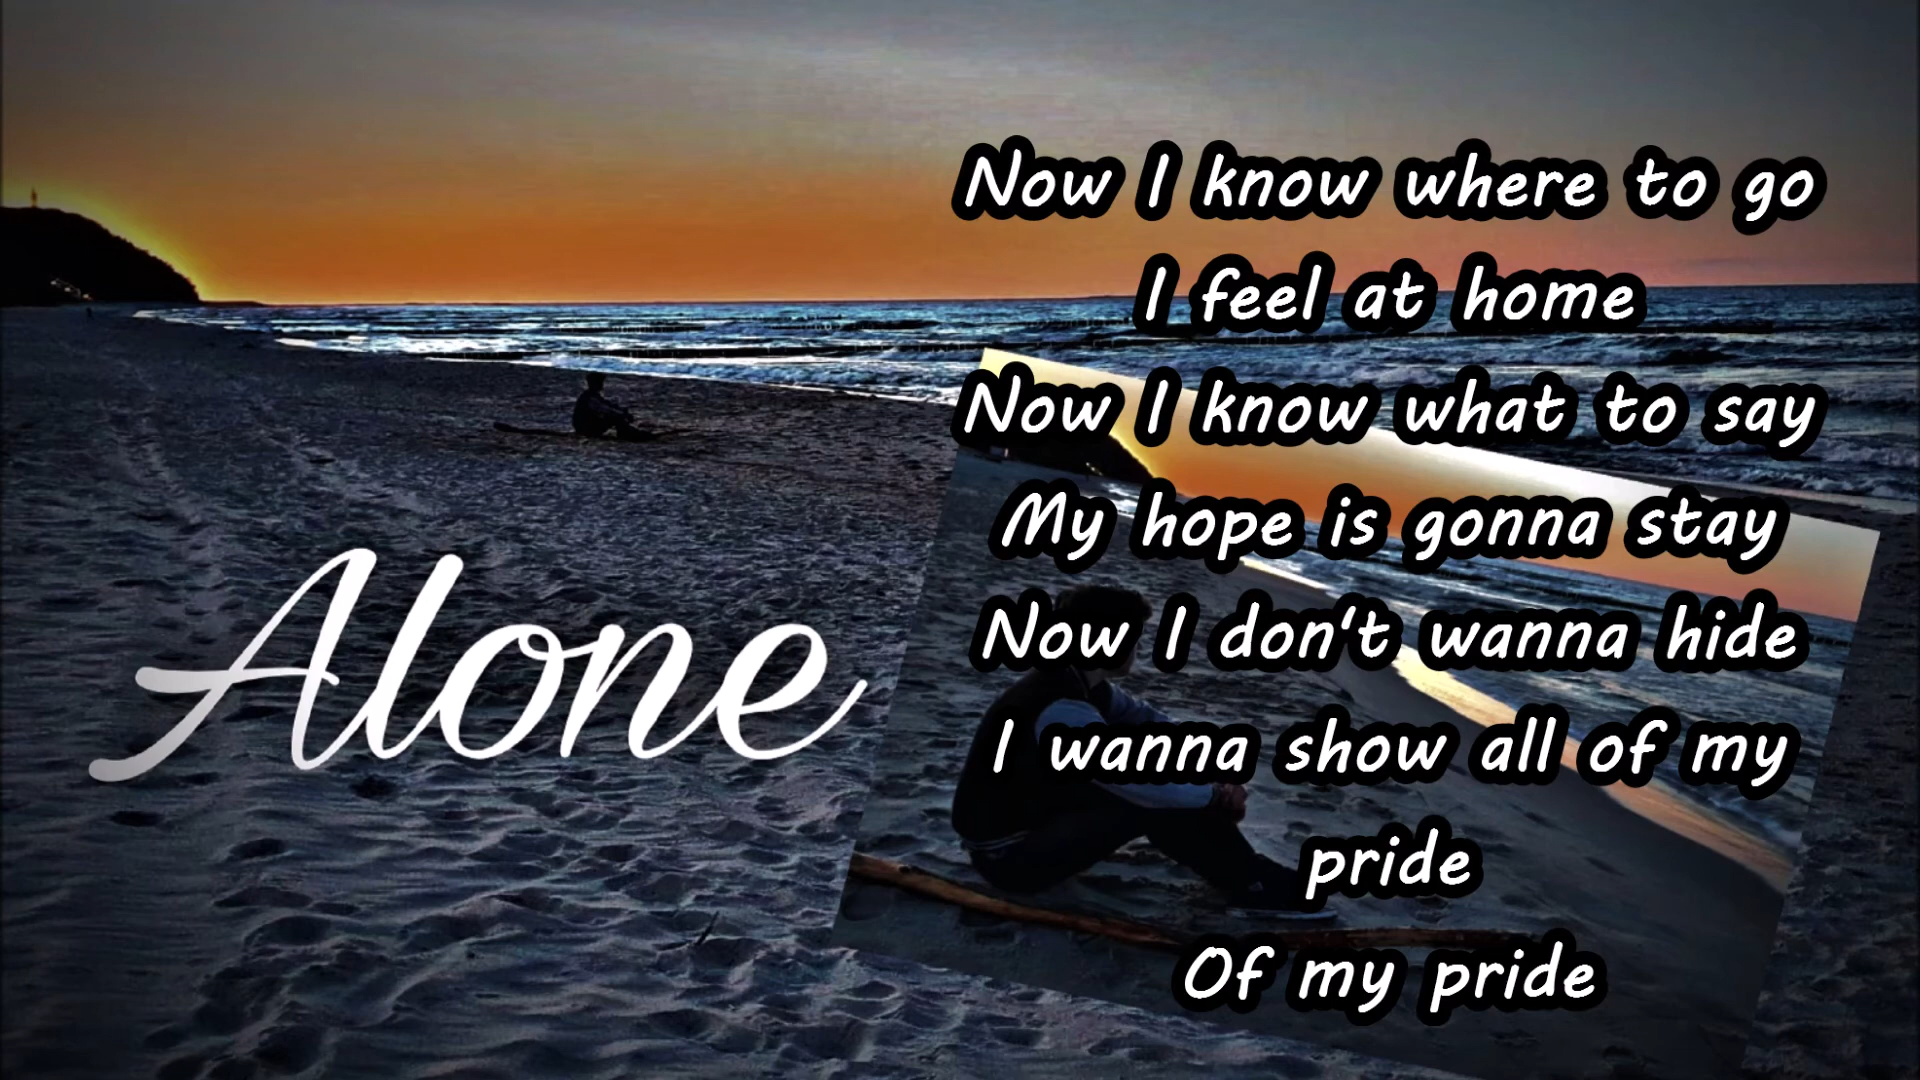 Alone
Now I know where to go
I feel at home
Now I know what to say
My hope is gonna stay
Now I don't wanna hide
I wanna show all of my
pride
Of my pride